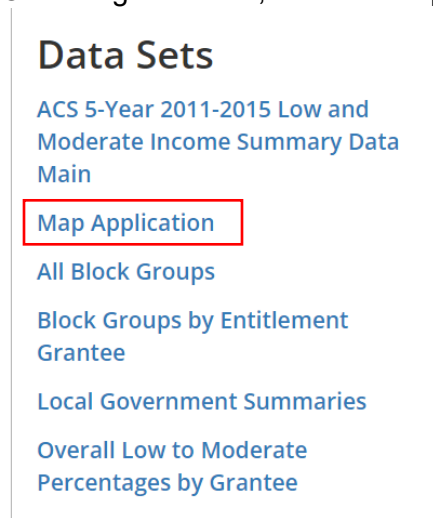 Data Sets
ACS 5-Year 2011-2015 Low and
Moderate Income Summary Data
Main
Map Application
All Block Groups
Block Groups by Entitlement
Grantee
Local Government Summaries
Overall Low to Moderate
Percentages by Grantee